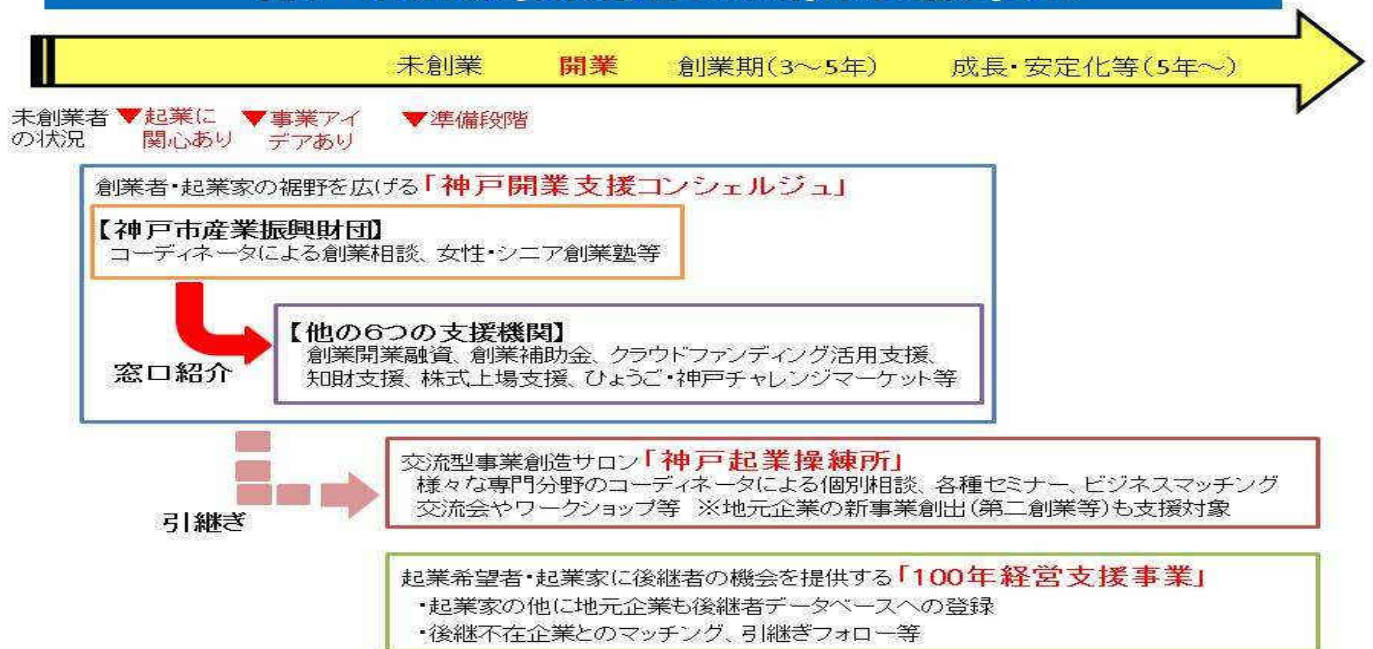 未創業 開業 創業期(3～5年) 成長・安定化等(5年～)
未創業者の状況
▼起業に関心あり
▼事業アイデアあり
▼準備段階
創業者・起業家の裾野を広げる「神戸開業支援コンシェルジュ」
【神戸市産業振興財団】
コーディネータによる創業相談、女性・シニア創業塾等
窓口紹介
【他の6つの支援機関】
創業開業融資、創業補助金、クラウドファンディング活用支援、
知財支援、株式上場支援、ひょうご・神戸チャレンジマーケット等
引継ぎ
交流型事業創造サロン「神戸起業操練所」
様々な専門分野のコーディネータによる個別相談、各種セミナー、ビジネスマッチング
交流会やワークショップ等 ※地元企業の新事業創出(第二創業等)も支援対象
起業希望者・起業家に後継者の機会を提供する「100年経営支援事業」
・起業家の他に地元企業も後継者データベースへの登録
・後継不在企業とのマッチング、引継ぎフォロー等